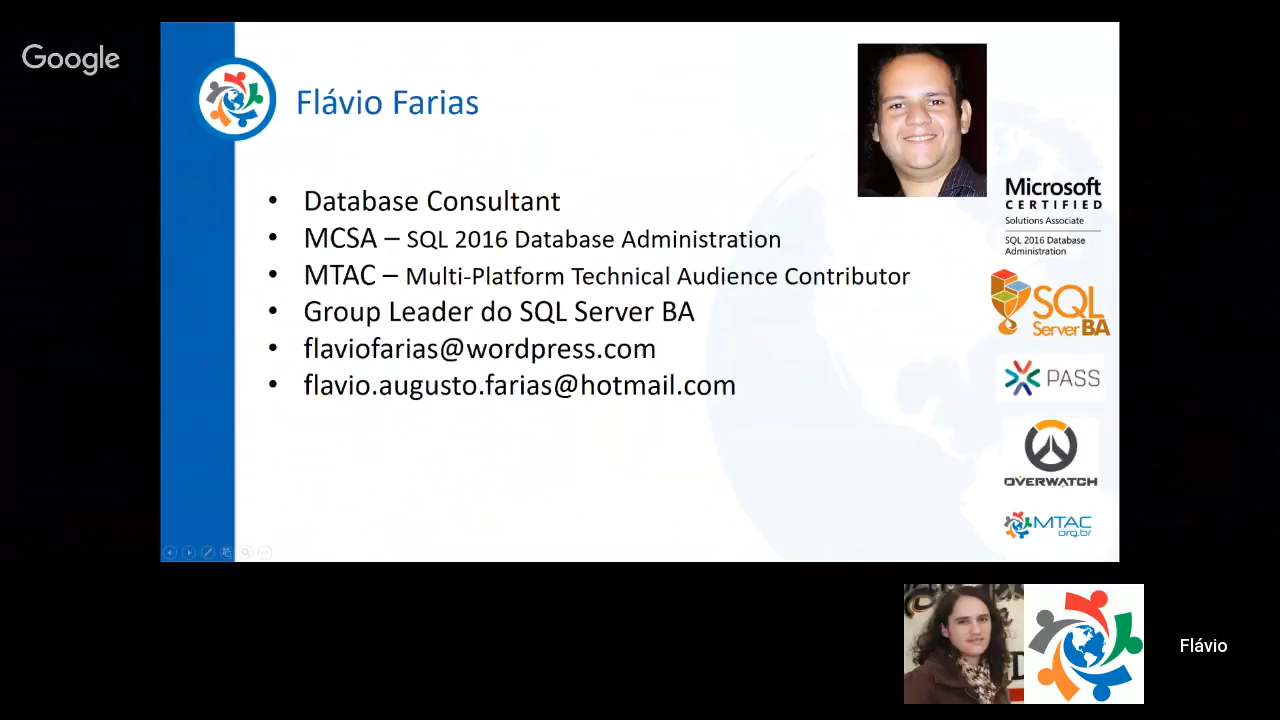 Google
Flávio Farias
• Database Consultant
• MCSA – SQL 2016 Database Administration
• MTAC – Multi-Platform Technical Audience Contributor
• Group Leader do SQL Server BA
• flaviofarias@wordpress.com
• flavio.augusto.farias@hotmail.com
Microsoft
CERTIFIED
Solutions Associate
SQL 2016 Database
Administration
SQL
Server BA
PASS
OVERWATCH
MTAC
org.br
Flávio